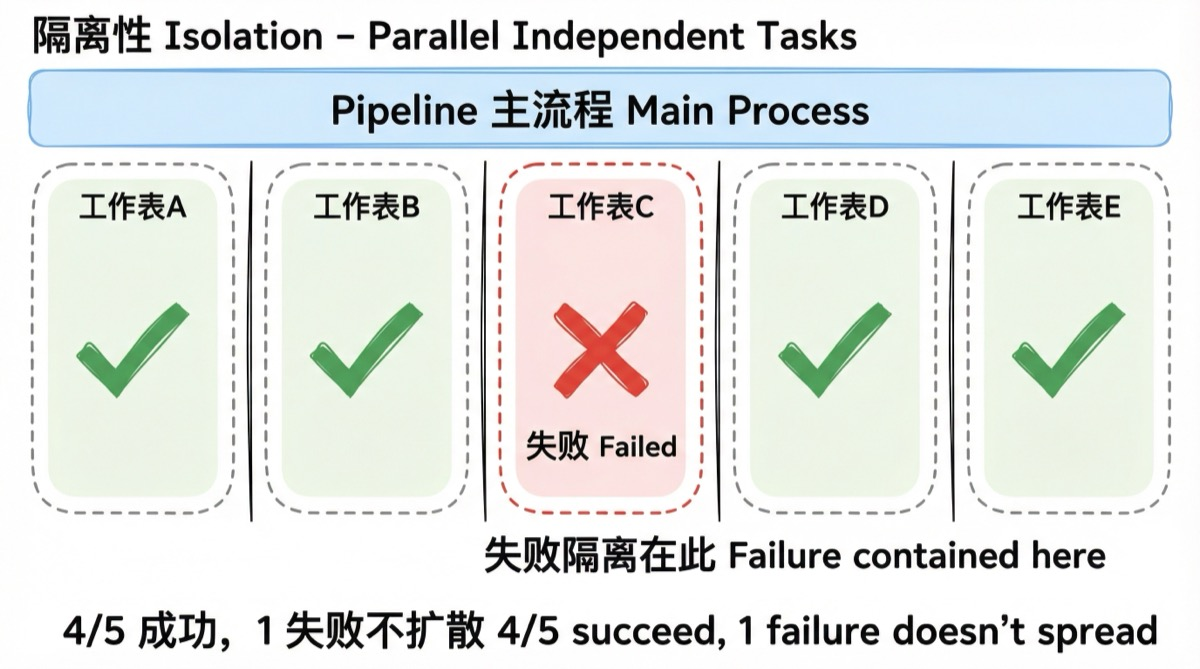 隔离性 Isolation – Parallel Independent Tasks
Pipeline 主流程 Main Process
工作表A
工作表B
工作表C
工作表D
工作表E
失败 Failed
失败隔离在此 Failure contained here
4/5 成功，1 失败不扩散 4/5 succeed, 1 failure doesn't spread